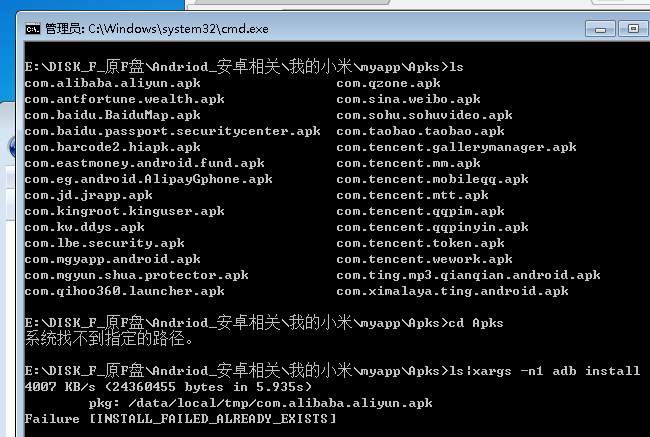 管理员: C:\Windows\system32\cmd.exe
E:\DISK_F_原F盘\Andriod_安卓相关\我的小米\myapp\Apks>ls
com.alibaba.aliyun.apk com.qzone.apk
com.antfortune.wealth.apk com.sina.weibo.apk
com.baidu.BaiduMap.apk com.sohu.sohuvideo.apk
com.baidu.passport.securitycenter.apk com.taobao.taobao.apk
com.barcode2.hiapk.apk com.tencent.gallerymanager.apk
com.eastmoney.android.fund.apk com.tencent.mm.apk
com.eg.android.AlipayGphone.apk com.tencent.mobileqq.apk
com.jd.jrapp.apk com.tencent.mtt.apk
com.kingroot.kinguser.apk com.tencent.qqpim.apk
com.kw.ddys.apk com.tencent.qqpinyin.apk
com.lbe.security.apk com.tencent.token.apk
com.mgyapp.android.apk com.tencent.wework.apk
com.mgyun.shua.protector.apk com.ting.mp3.qianqian.android.apk
com.qihoo360.launcher.apk com.ximalaya.ting.android.apk
E:\DISK_F_原F盘\Andriod_安卓相关\我的小米\myapp\Apks>cd Apks
系统找不到指定的路径。
E:\DISK_F_原F盘\Andriod_安卓相关\我的小米\myapp\Apks>ls|xargs -n1 adb install
4007 KB/s (24360455 bytes in 5.935s)
pkg: /data/local/tmp/com.alibaba.aliyun.apk
Failure [INSTALL_FAILED_ALREADY_EXISTS]